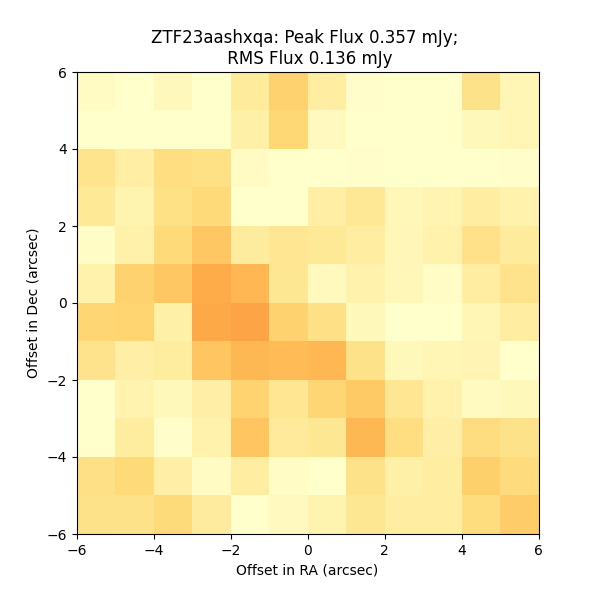 ZTF23aashxqa: Peak Flux 0.357 mJy;
RMS Flux 0.136 mJy
6
4
2
0
−2
−4
−6
Offset in Dec (arcsec)
−6 −4 −2 0 2 4 6
Offset in RA (arcsec)